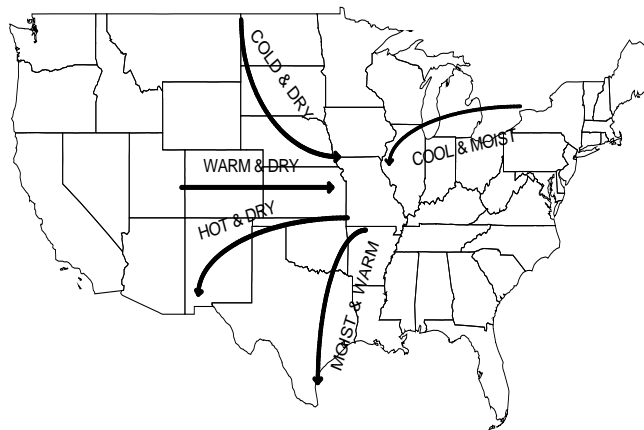 COLD & DRY
COOL & MOIST
WARM & DRY
HOT & DRY
MOIST & WARM